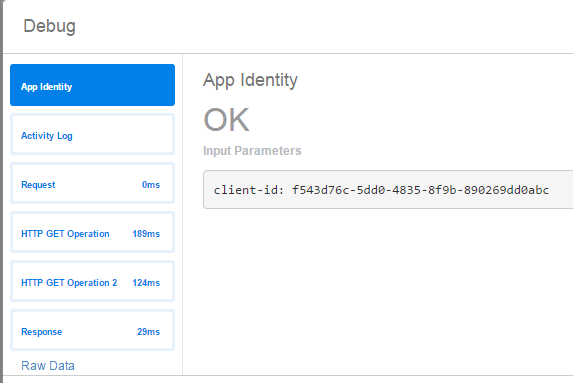 Debug
App Identity
Activity Log
Request 0ms
HTTP GET Operation 189ms
HTTP GET Operation 2 124ms
Response 29ms
Raw Data
App Identity
OK
Input Parameters
client-id: f543d76c-5dd0-4835-8f9b-890269dd0abc